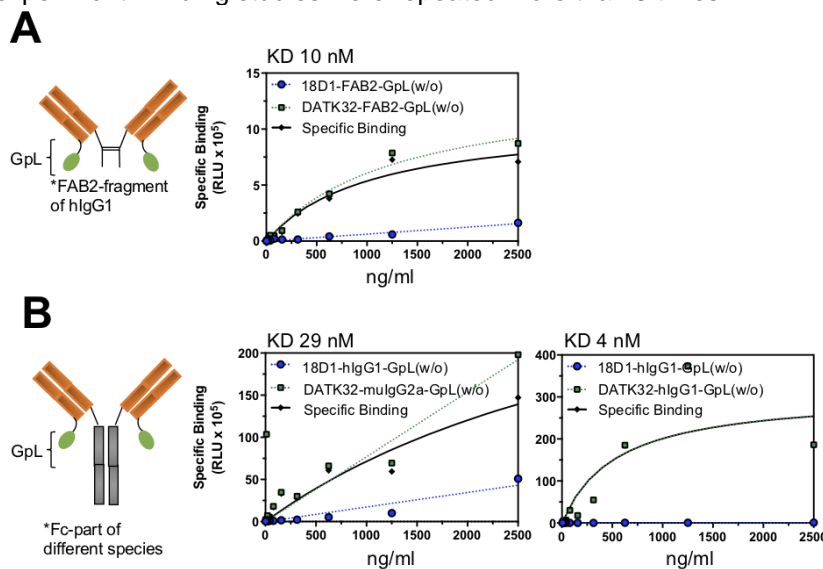 A
KD 10 nM
15
10
5
0
Specific Binding
(RLU x 10⁵)
18D1-FAB2-GpL(w/o)
DATK32-FAB2-GpL(w/o)
Specific Binding
0 500 1000 1500 2000 2500
ng/ml
GpL
*FAB2-fragment
of hIgG1
B
KD 29 nM
200
150
100
50
0
Specific Binding
(RLU x 10⁵)
18D1-hIgG1-GpL(w/o)
DATK32-muIgG2a-GpL(w/o)
Specific Binding
0 500 1000 1500 2000 2500
ng/ml
KD 4 nM
400
300
200
100
0
18D1-hIgG1-GpL(w/o)
DATK32-hIgG1-GpL(w/o)
Specific Binding
0 500 1000 1500 2000 2500
ng/ml
GpL
*Fc-part of
different species